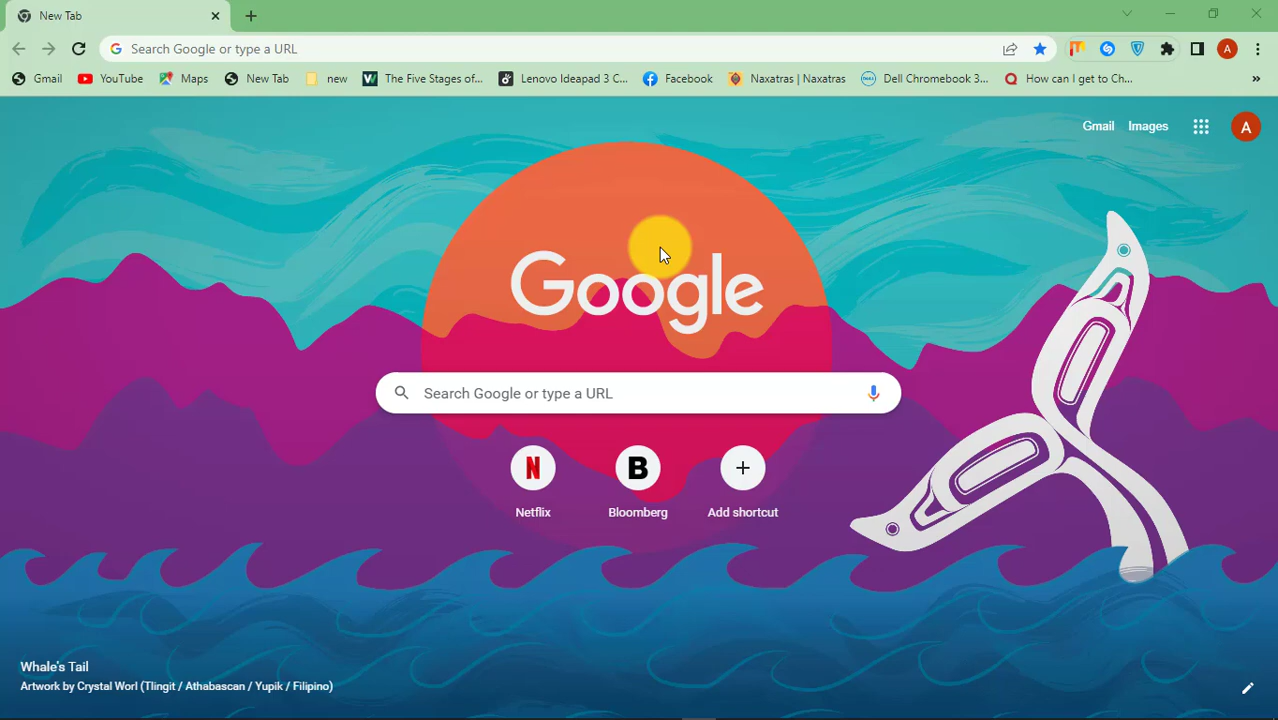 New Tab
Search Google or type a URL
A
Gmail YouTube Maps New Tab new The Five Stages of... Lenovo Ideapad 3 C... Facebook Naxatras | Naxatras Dell Chromebook 3... How can I get to Ch... »
Gmail Images A
Google
Search Google or type a URL
N B +
Netflix Bloomberg Add shortcut
Whale's Tail
Artwork by Crystal Worl (Tlingit / Athabascan / Yupik / Filipino)